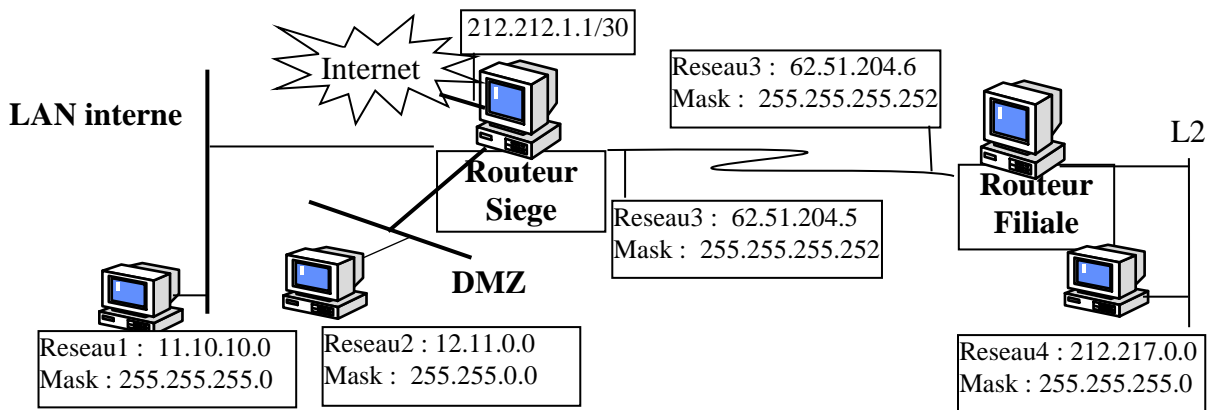 212.212.1.1/30
Internet
Reseau3 :  62.51.204.6
Mask :  255.255.255.252
LAN interne
L2
Routeur
Siege
Routeur
Filiale
Reseau3 :  62.51.204.5
Mask :  255.255.255.252
DMZ
Reseau1 :  11.10.10.0
Mask : 255.255.255.0
Reseau2 : 12.11.0.0
Mask :  255.255.0.0
Reseau4 : 212.217.0.0
Mask : 255.255.255.0